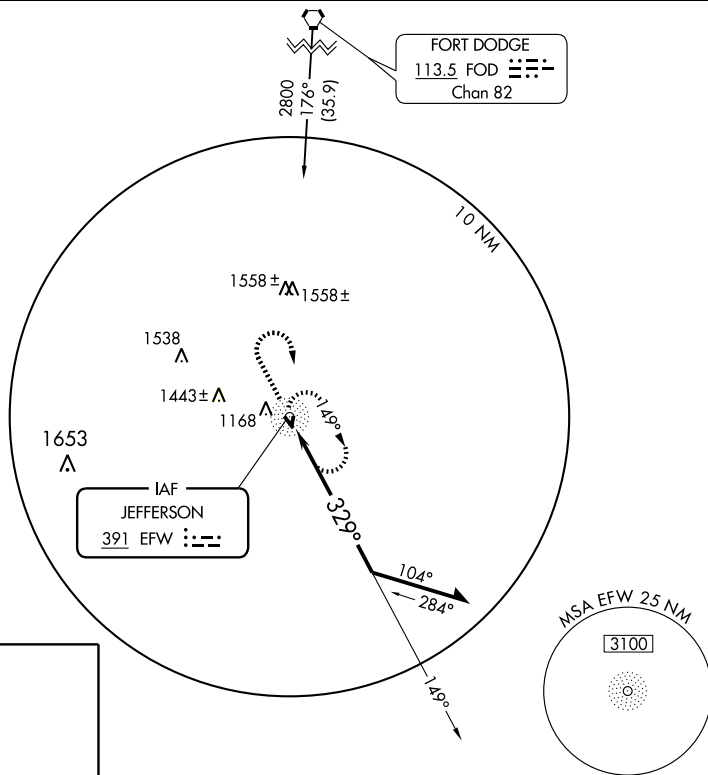 FORT DODGE
113.5 FOD
Chan 82
2800
176°
(35.9)
10 NM
1558 ±
1558 ±
1538
1443 ±
1168
1653
149°
IAF
JEFFERSON
391 EFW
329°
104°
284°
149°
MSA EFW 25 NM
3100